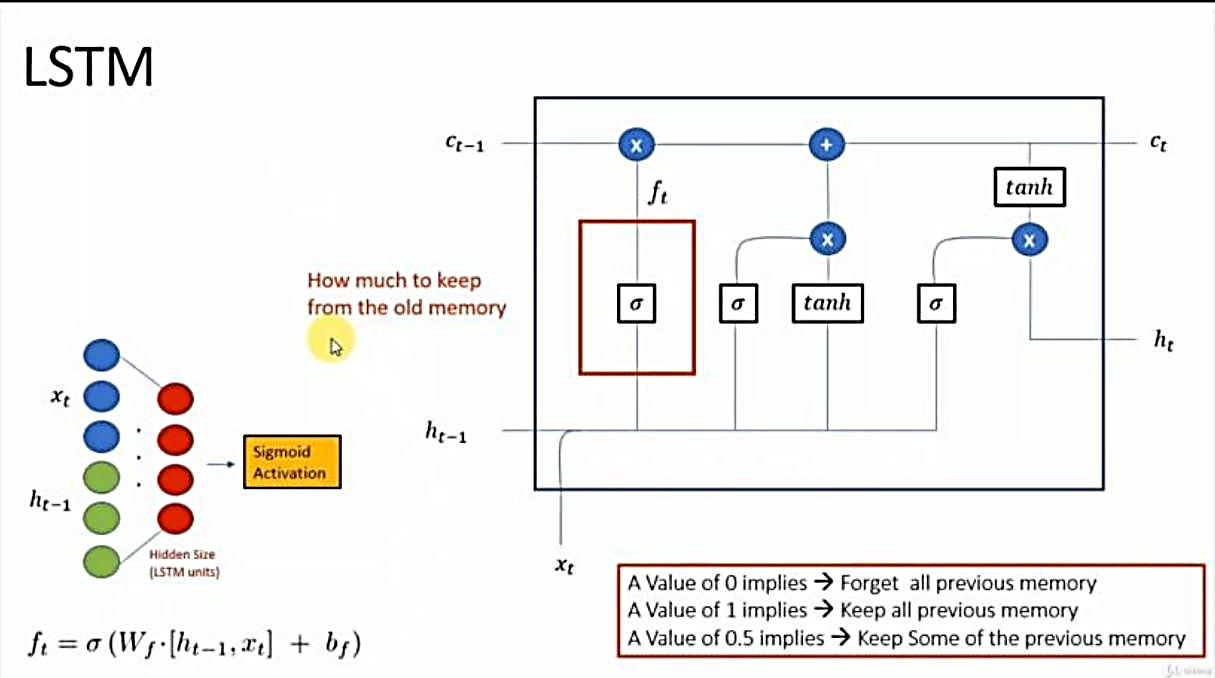 LSTM
c_{t-1}
x
+
c_t
f_t
tanh
x
x
How much to keep
from the old memory
σ
σ
tanh
σ
h_t
x_t
h_{t-1}
Sigmoid
Activation
h_{t-1}
Hidden Size
(LSTM units)
x_t
A Value of 0 implies → Forget all previous memory
A Value of 1 implies → Keep all previous memory
A Value of 0.5 implies → Keep Some of the previous memory
f_t = σ (W_f·[h_{t-1}, x_t] + b_f)